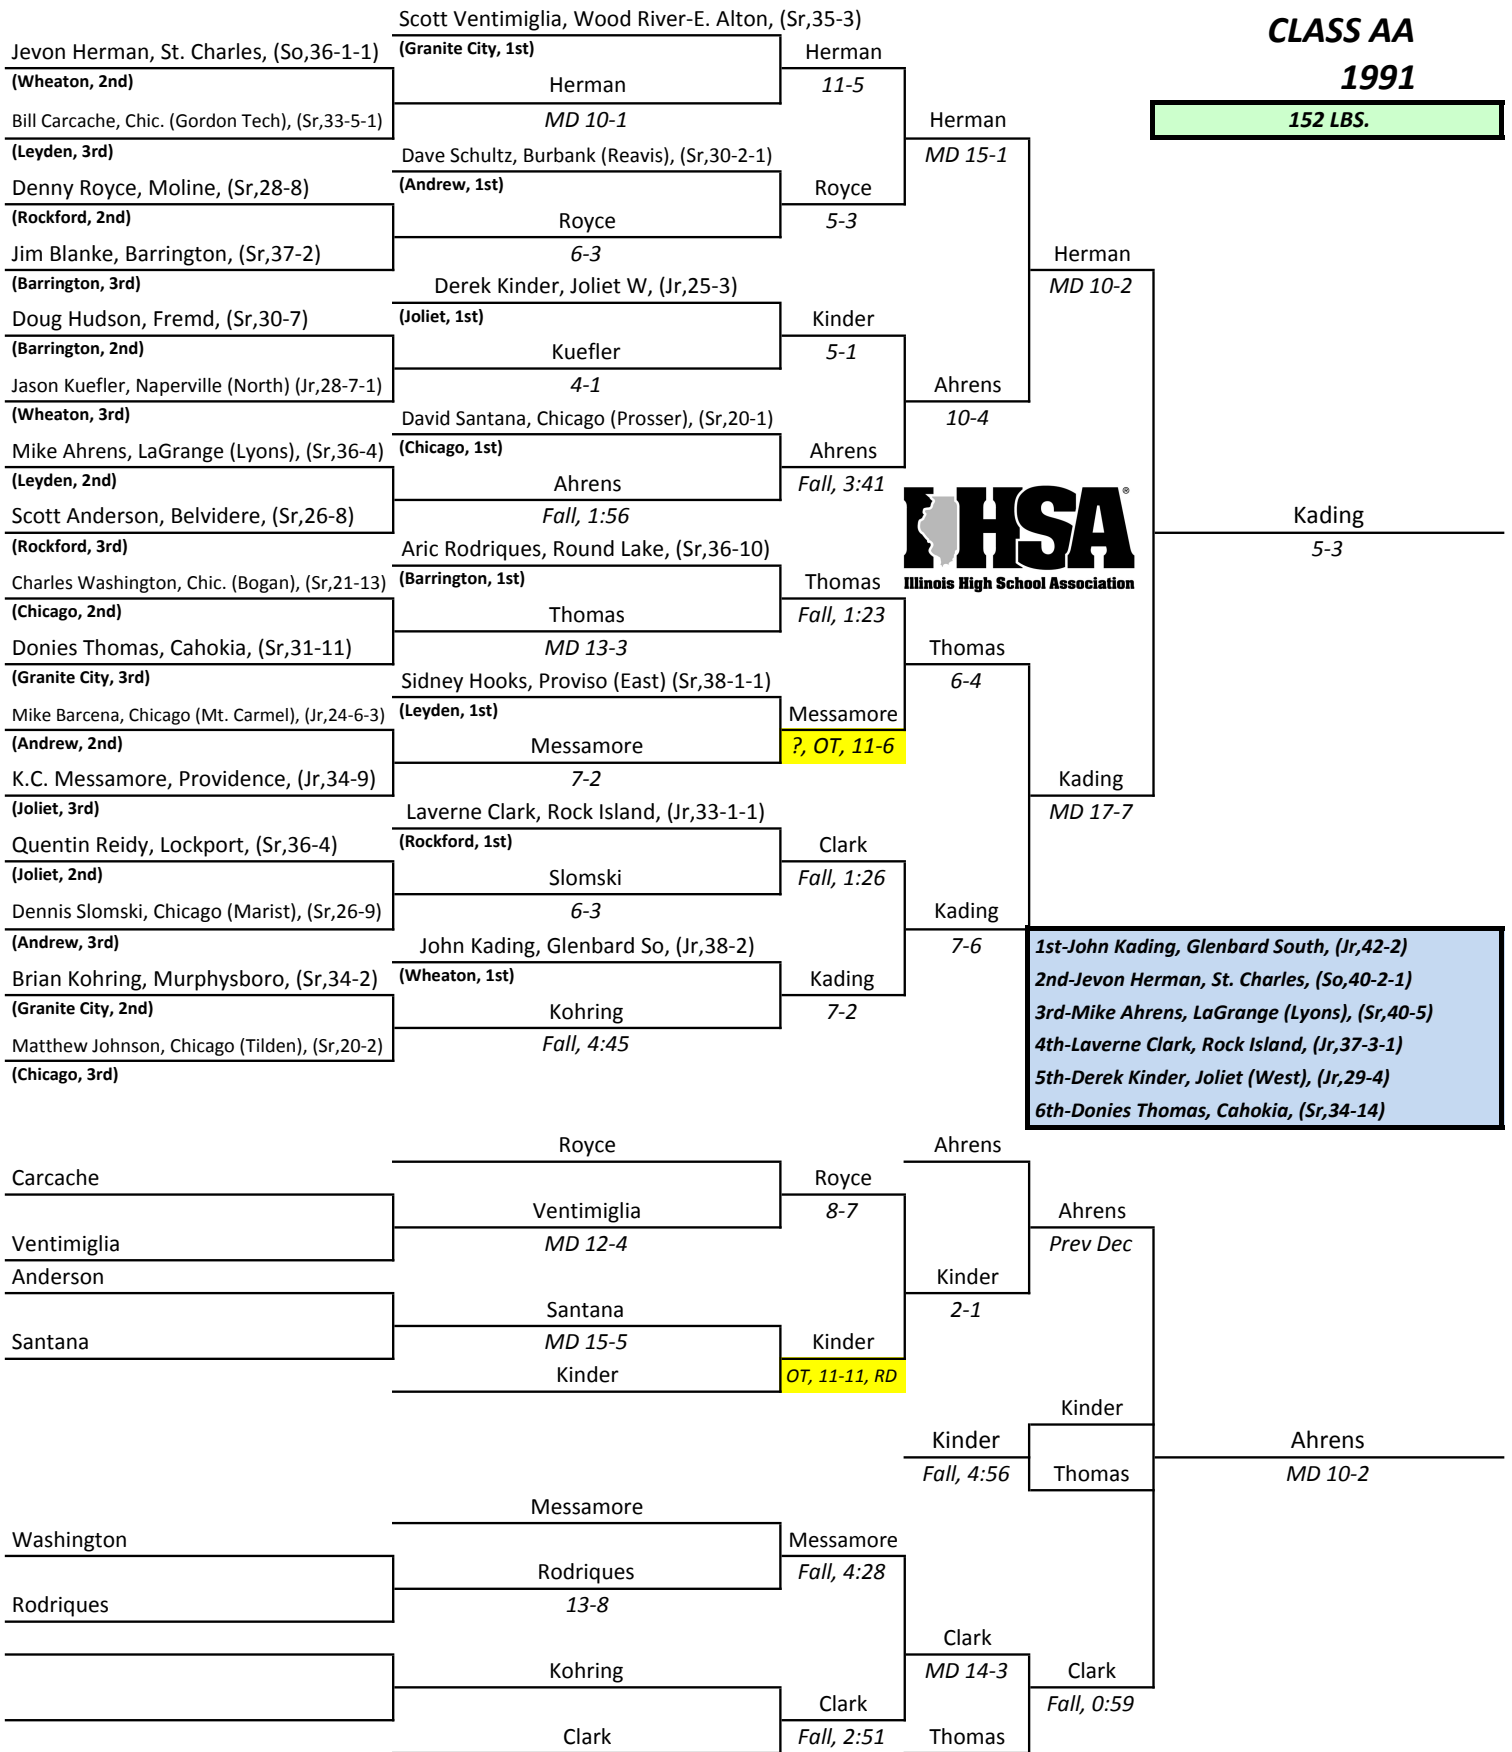 Scott Ventimiglia, Wood River-E. Alton, (Sr,35-3)
CLASS AA
Jevon Herman, St. Charles, (So,36-1-1)
(Granite City, 1st)
Herman
(Wheaton, 2nd)
Herman
11-5
1991
Bill Carcache, Chic. (Gordon Tech), (Sr,33-5-1)
MD 10-1
Herman
152 LBS.
(Leyden, 3rd)
Dave Schultz, Burbank (Reavis), (Sr,30-2-1)
MD 15-1
Denny Royce, Moline, (Sr,28-8)
(Andrew, 1st)
Royce
(Rockford, 2nd)
Royce
5-3
Jim Blanke, Barrington, (Sr,37-2)
6-3
Herman
(Barrington, 3rd)
Derek Kinder, Joliet W, (Jr,25-3)
MD 10-2
Doug Hudson, Fremd, (Sr,30-7)
(Joliet, 1st)
Kinder
(Barrington, 2nd)
Kuefler
5-1
Jason Kuefler, Naperville (North) (Jr,28-7-1)
4-1
Ahrens
(Wheaton, 3rd)
David Santana, Chicago (Prosser), (Sr,20-1)
10-4
Mike Ahrens, LaGrange (Lyons), (Sr,36-4)
(Chicago, 1st)
Ahrens
(Leyden, 2nd)
Ahrens
Fall, 3:41
IHSA®
Scott Anderson, Belvidere, (Sr,26-8)
Fall, 1:56
Kading
(Rockford, 3rd)
Aric Rodriques, Round Lake, (Sr,36-10)
5-3
Charles Washington, Chic. (Bogan), (Sr,21-13)
(Barrington, 1st)
Thomas
Illinois High School Association
(Chicago, 2nd)
Thomas
Fall, 1:23
Donies Thomas, Cahokia, (Sr,31-11)
MD 13-3
Thomas
(Granite City, 3rd)
Sidney Hooks, Proviso (East) (Sr,38-1-1)
6-4
Mike Barcena, Chicago (Mt. Carmel), (Jr,24-6-3)
(Leyden, 1st)
Messamore
(Andrew, 2nd)
Messamore
?, OT, 11-6
K.C. Messamore, Providence, (Jr,34-9)
7-2
Kading
(Joliet, 3rd)
Laverne Clark, Rock Island, (Jr,33-1-1)
MD 17-7
Quentin Reidy, Lockport, (Sr,36-4)
(Rockford, 1st)
Clark
(Joliet, 2nd)
Slomski
Fall, 1:26
Dennis Slomski, Chicago (Marist), (Sr,26-9)
6-3
Kading
(Andrew, 3rd)
John Kading, Glenbard So, (Jr,38-2)
7-6
1st-John Kading, Glenbard South, (Jr,42-2)
Brian Kohring, Murphysboro, (Sr,34-2)
(Wheaton, 1st)
Kading
2nd-Jevon Herman, St. Charles, (So,40-2-1)
(Granite City, 2nd)
Kohring
7-2
3rd-Mike Ahrens, LaGrange (Lyons), (Sr,40-5)
Matthew Johnson, Chicago (Tilden), (Sr,20-2)
Fall, 4:45
4th-Laverne Clark, Rock Island, (Jr,37-3-1)
(Chicago, 3rd)
5th-Derek Kinder, Joliet (West), (Jr,29-4)
6th-Donies Thomas, Cahokia, (Sr,34-14)
Royce
Ahrens
Carcache
Royce
Ventimiglia
8-7
Ahrens
Ventimiglia
MD 12-4
Prev Dec
Anderson
Kinder
Santana
2-1
Santana
MD 15-5
Kinder
Kinder
OT, 11-11, RD
Kinder
Kinder
Ahrens
Fall, 4:56
Thomas
MD 10-2
Messamore
Washington
Messamore
Rodriques
Fall, 4:28
Rodriques
13-8
Clark
Kohring
MD 14-3
Clark
Clark
Fall, 0:59
Clark
Fall, 2:51
Thomas